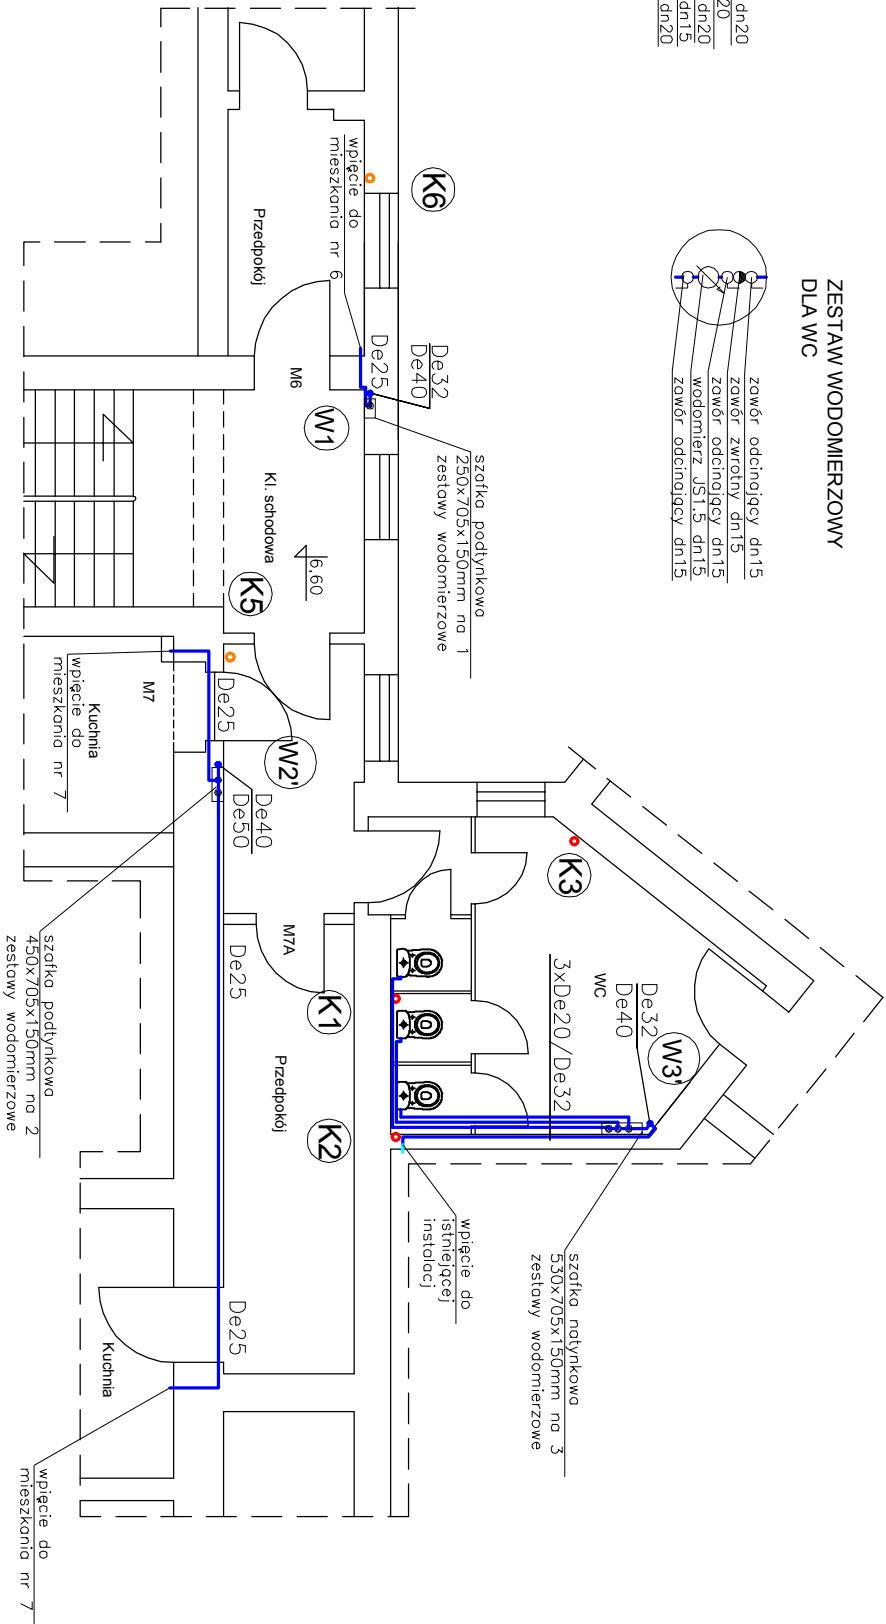 dn20
20
dn20
dn15
dn20
ZESTAW WODOMIERZOWY
DLA WC
zawór odcinający dn15
zawór zwrotny dn15
zawór odcinający dn15
wodomierz JS1.5 dn15
zawór odcinający dn15
K6
wpięcie do
mieszkania nr 6
Przedpokój
De32
De40
De25
M6
W1
szafka podtynkowa
250x705x150mm na 1
zestawy wodomierzowe
Kl. schodowa
6,60
K5
M7
Kuchnia
wpięcie do
mieszkania nr 7
De25
W2'
De40
De50
K3
M7A
De25
K1
Przedpokój
K2
WC
De32
De40
W3'
3xDe20/De32
szafka podtynkowa
450x705x150mm na 2
zestawy wodomierzowe
wpięcie do
istniejącej
instalacj
szafka natynkowa
530x705x150mm na 3
zestawy wodomierzowe
De25
Kuchnia
wpięcie do
mieszkania nr 7